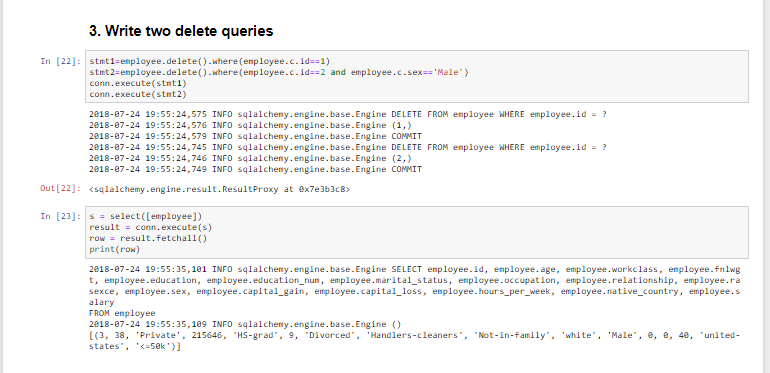 3. Write two delete queries
In [22]: stmt1=employee.delete().where(employee.c.id==1)
stmt2=employee.delete().where(employee.c.id==2 and employee.c.sex=='Male')
conn.execute(stmt1)
conn.execute(stmt2)
2018-07-24 19:55:24,575 INFO sqlalchemy.engine.base.Engine DELETE FROM employee WHERE employee.id = ?
2018-07-24 19:55:24,576 INFO sqlalchemy.engine.base.Engine (1,)
2018-07-24 19:55:24,579 INFO sqlalchemy.engine.base.Engine COMMIT
2018-07-24 19:55:24,745 INFO sqlalchemy.engine.base.Engine DELETE FROM employee WHERE employee.id = ?
2018-07-24 19:55:24,746 INFO sqlalchemy.engine.base.Engine (2,)
2018-07-24 19:55:24,749 INFO sqlalchemy.engine.base.Engine COMMIT
Out[22]: <sqlalchemy.engine.result.ResultProxy at 0x7e3b3c8>
In [23]: s = select([employee])
result = conn.execute(s)
row = result.fetchall()
print(row)
2018-07-24 19:55:35,101 INFO sqlalchemy.engine.base.Engine SELECT employee.id, employee.age, employee.workclass, employee.fnlwg
t, employee.education, employee.education_num, employee.marital_status, employee.occupation, employee.relationship, employee.ra
sexce, employee.sex, employee.capital_gain, employee.capital_loss, employee.hours_per_week, employee.native_country, employee.s
alary
FROM employee
2018-07-24 19:55:35,109 INFO sqlalchemy.engine.base.Engine ()
[(3, 38, 'Private', 215646, 'HS-grad', 9, 'Divorced', 'Handlers-cleaners', 'Not-in-family', 'white', 'Male', 0, 0, 40, 'united-
states', '<=50k')]